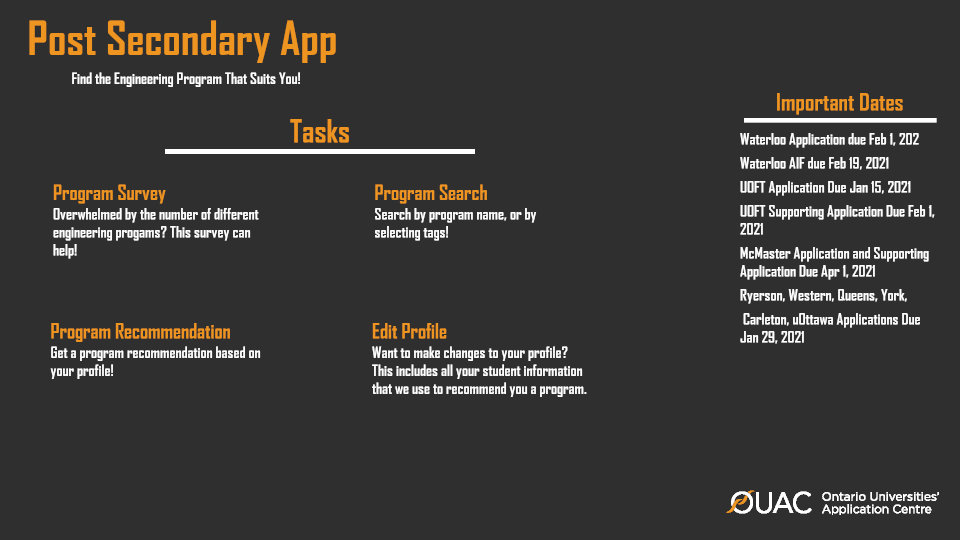 Post Secondary App
Find the Engineering Program That Suits You!
Tasks
Program Survey
Overwhelmed by the number of different
engineering progams? This survey can
help!
Program Search
Search by program name, or by
selecting tags!
Program Recommendation
Get a program recommendation based on
your profile!
Edit Profile
Want to make changes to your profile?
This includes all your student information
that we use to recommend you a program.
Important Dates
Waterloo Application due Feb 1, 202
Waterloo AIF due Feb 19, 2021
UOFT Application Due Jan 15, 2021
UOFT Supporting Application Due Feb 1,
2021
McMaster Application and Supporting
Application Due Apr 1, 2021
Ryerson, Western, Queens, York,
Carleton, uOttawa Applications Due
Jan 29, 2021
OUAC
Ontario Universities'
Application Centre